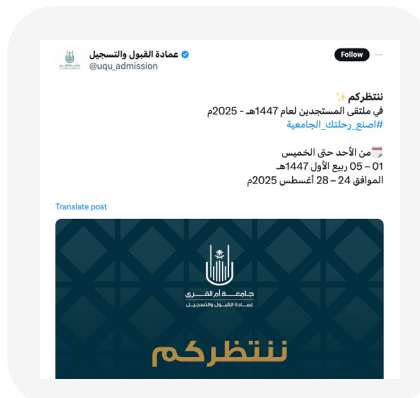 عمادة القبول والتسجيل
@uqu_admission
Follow
ننتظركم
في ملتقى المستجدين لعام 1447هـ - 2025م
#اصنع_رحلتك_الجامعية
من الأحد حتى الخميس
01 – 05 ربيع الأول 1447هـ
الموافق 24 – 28 أغسطس 2025م
Translate post
جامعة أم القرى
عمادة القبول والتسجيل
ننتظركم